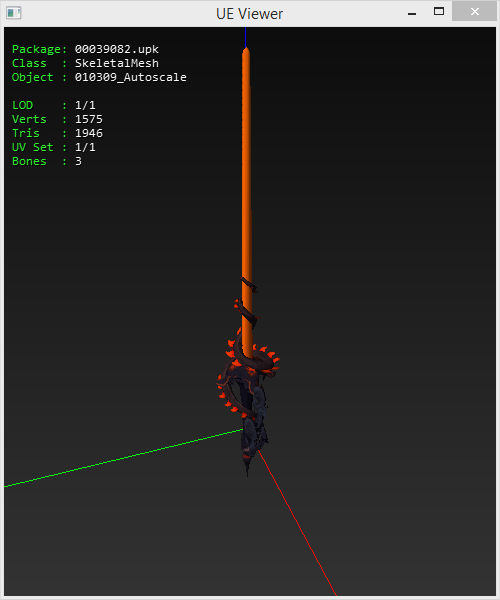 UE Viewer
Package: 00039082.upk
Class : SkeletalMesh
Object : 010309_Autoscale
LOD : 1/1
Verts : 1575
Tris : 1946
UV Set : 1/1
Bones : 3